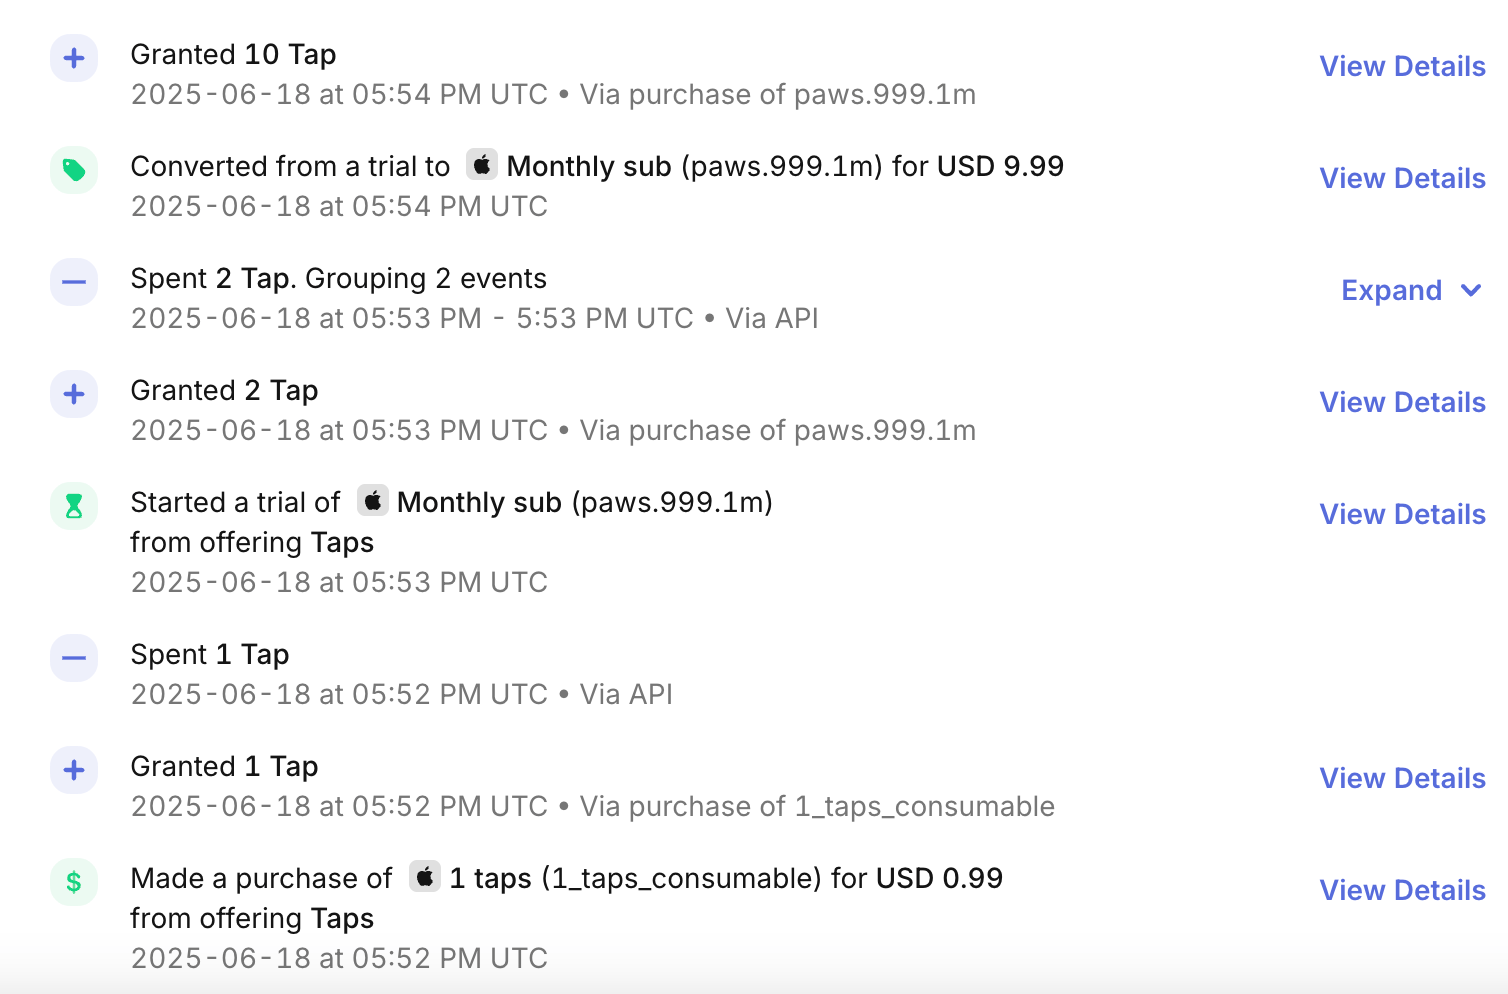 Granted 10 Tap
View Details
2025-06-18 at 05:54 PM UTC • Via purchase of paws.999.1m
Converted from a trial to Monthly sub (paws.999.1m) for USD 9.99
View Details
2025-06-18 at 05:54 PM UTC
Spent 2 Tap. Grouping 2 events
Expand
2025-06-18 at 05:53 PM - 5:53 PM UTC • Via API
Granted 2 Tap
View Details
2025-06-18 at 05:53 PM UTC • Via purchase of paws.999.1m
Started a trial of Monthly sub (paws.999.1m)
View Details
from offering Taps
2025-06-18 at 05:53 PM UTC
Spent 1 Tap
2025-06-18 at 05:52 PM UTC • Via API
Granted 1 Tap
View Details
2025-06-18 at 05:52 PM UTC • Via purchase of 1_taps_consumable
$
Made a purchase of 1 taps (1_taps_consumable) for USD 0.99
View Details
from offering Taps
2025-06-18 at 05:52 PM UTC